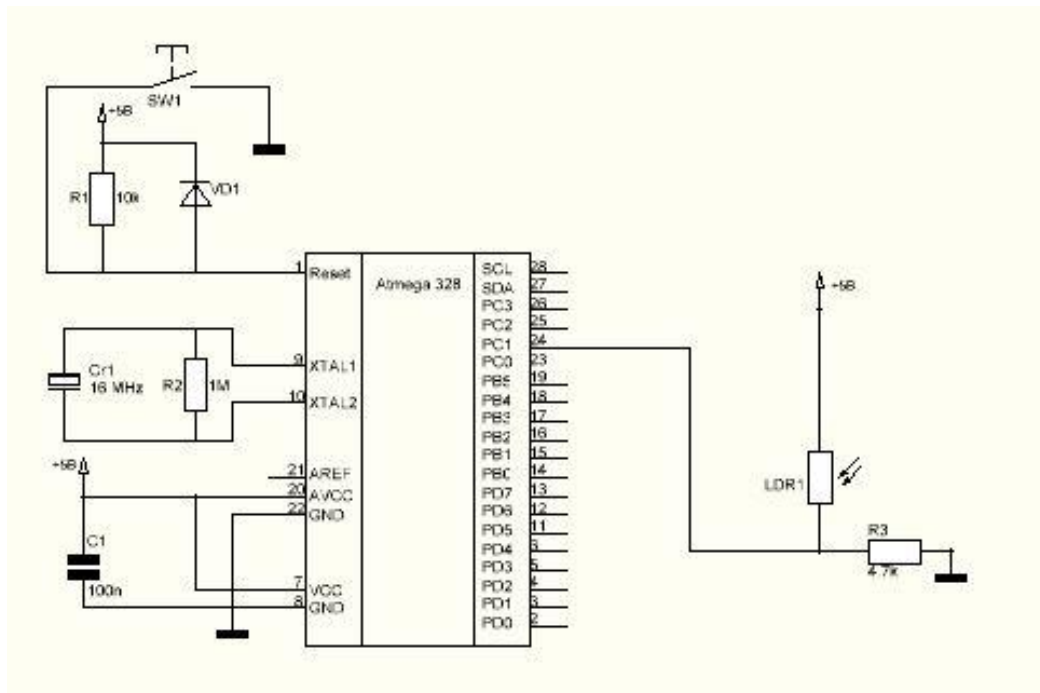 SW1
+5В
R1
10k
VD1
1
Reset
Atmega 328
SCL
28
SDA
27
PC3
26
PC2
25
PC1
24
PC0
23
PB5
19
PB4
18
PB3
17
PB2
16
PB1
15
PB0
14
PD7
13
PD6
12
PD5
11
PD4
6
PD3
5
PD2
4
PD1
3
PD0
2
9
XTAL1
10
XTAL2
Cr1
16 MHz
R2
1M
+5В
21
AREF
20
AVCC
22
GND
C1
100n
7
VCC
8
GND
+5В
LDR1
R3
4.7k